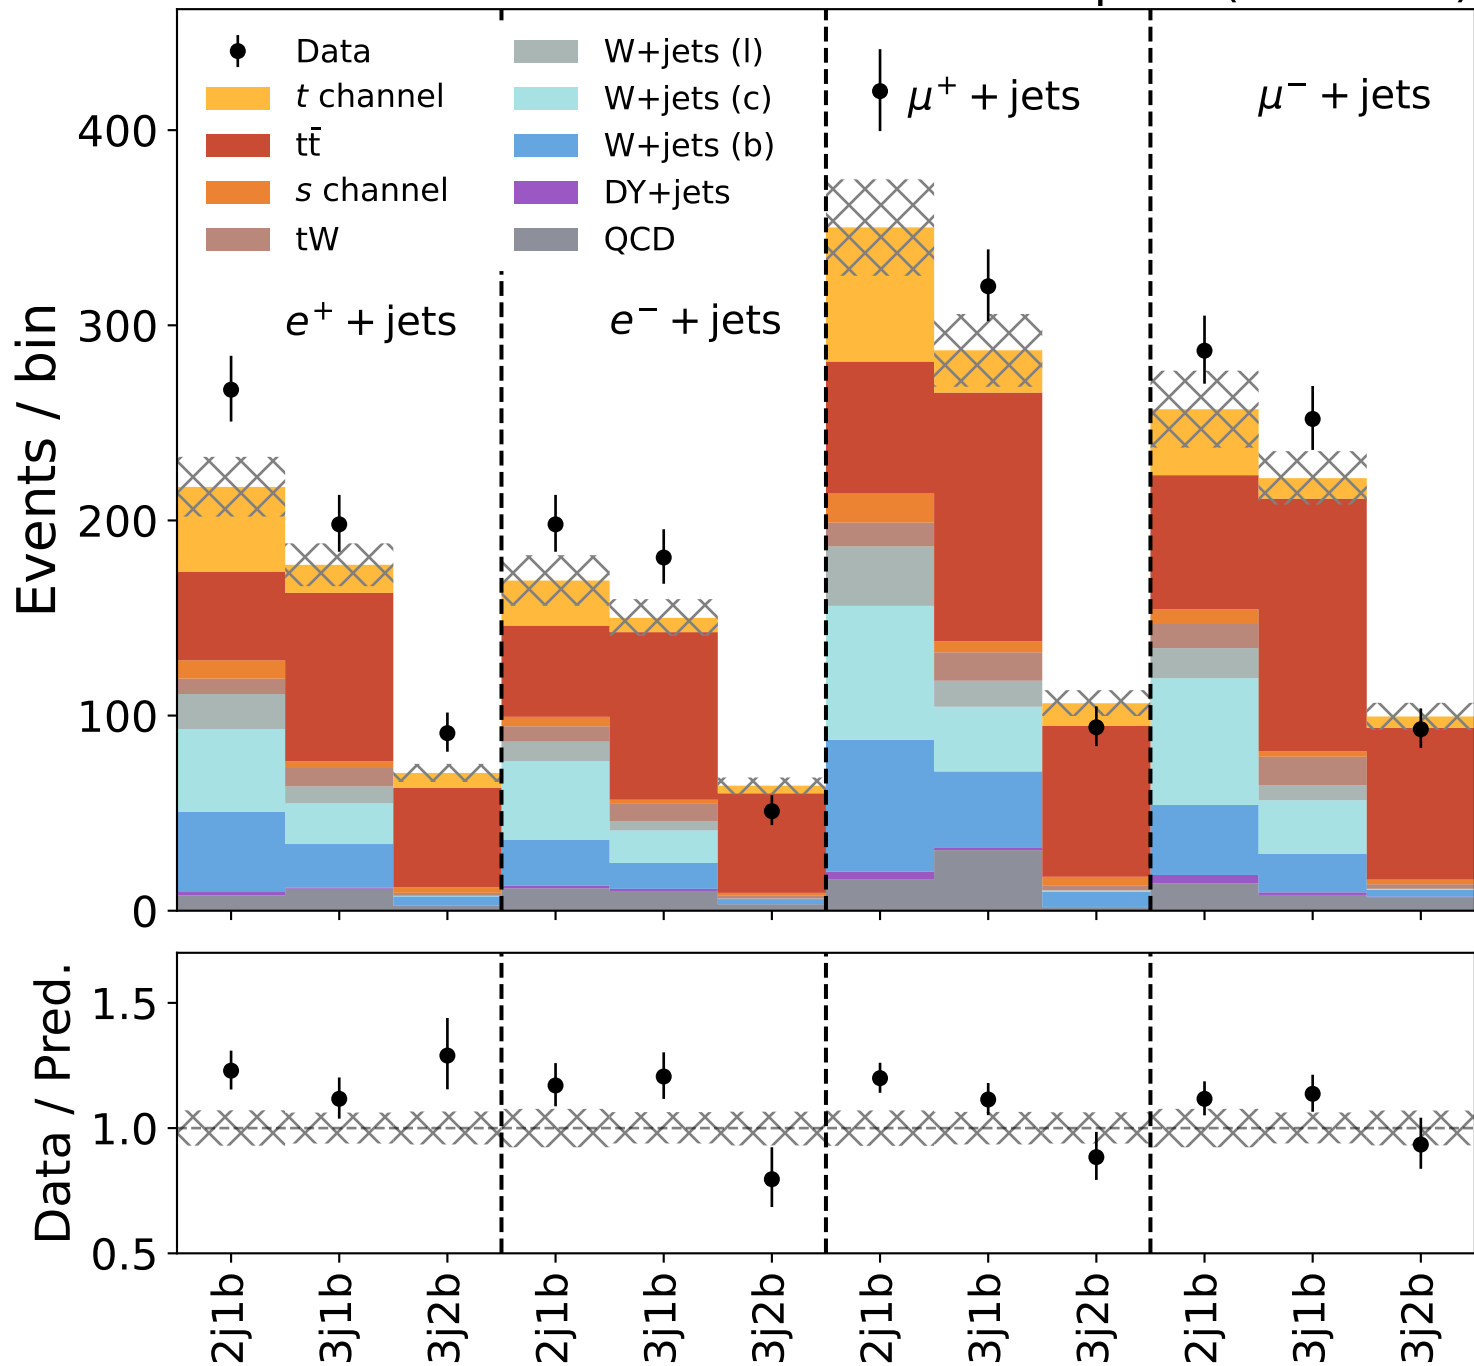 Data
t channel
tt̄
s channel
tW
W+jets (l)
W+jets (c)
W+jets (b)
DY+jets
QCD
e⁺ + jets
e⁻ + jets
μ⁺ + jets
μ⁻ + jets
Events / bin
400
300
200
100
0
Data / Pred.
1.5
1.0
0.5
2j1b
3j1b
3j2b
2j1b
3j1b
3j2b
2j1b
3j1b
3j2b
2j1b
3j1b
3j2b